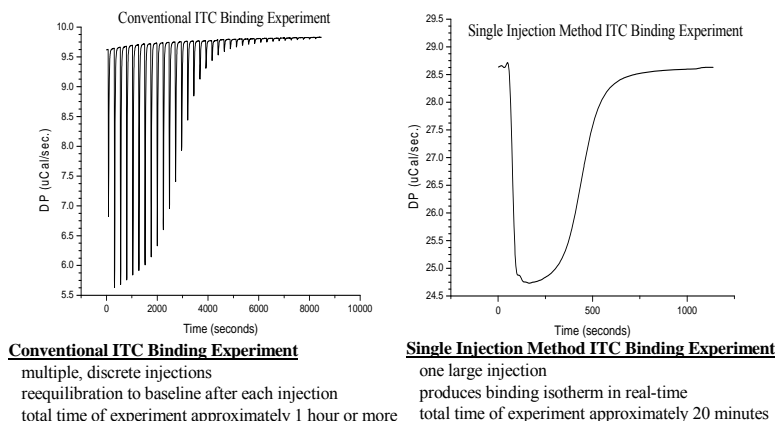 Conventional ITC Binding Experiment
10.0
9.5
9.0
8.5
8.0
7.5
7.0
6.5
6.0
5.5
DP (uCal/sec.)
0
2000
4000
6000
8000
10000
Time (seconds)
Single Injection Method ITC Binding Experiment
29.5
29.0
28.5
28.0
27.5
26.5
26.0
25.5
25.0
24.5
DP (uCal/sec.)
0
500
1000
Time (seconds)
Conventional ITC Binding Experiment
multiple, discrete injections
reequilibration to baseline after each injection
total time of experiment approximately 1 hour or more
Single Injection Method ITC Binding Experiment
one large injection
produces binding isotherm in real-time
total time of experiment approximately 20 minutes